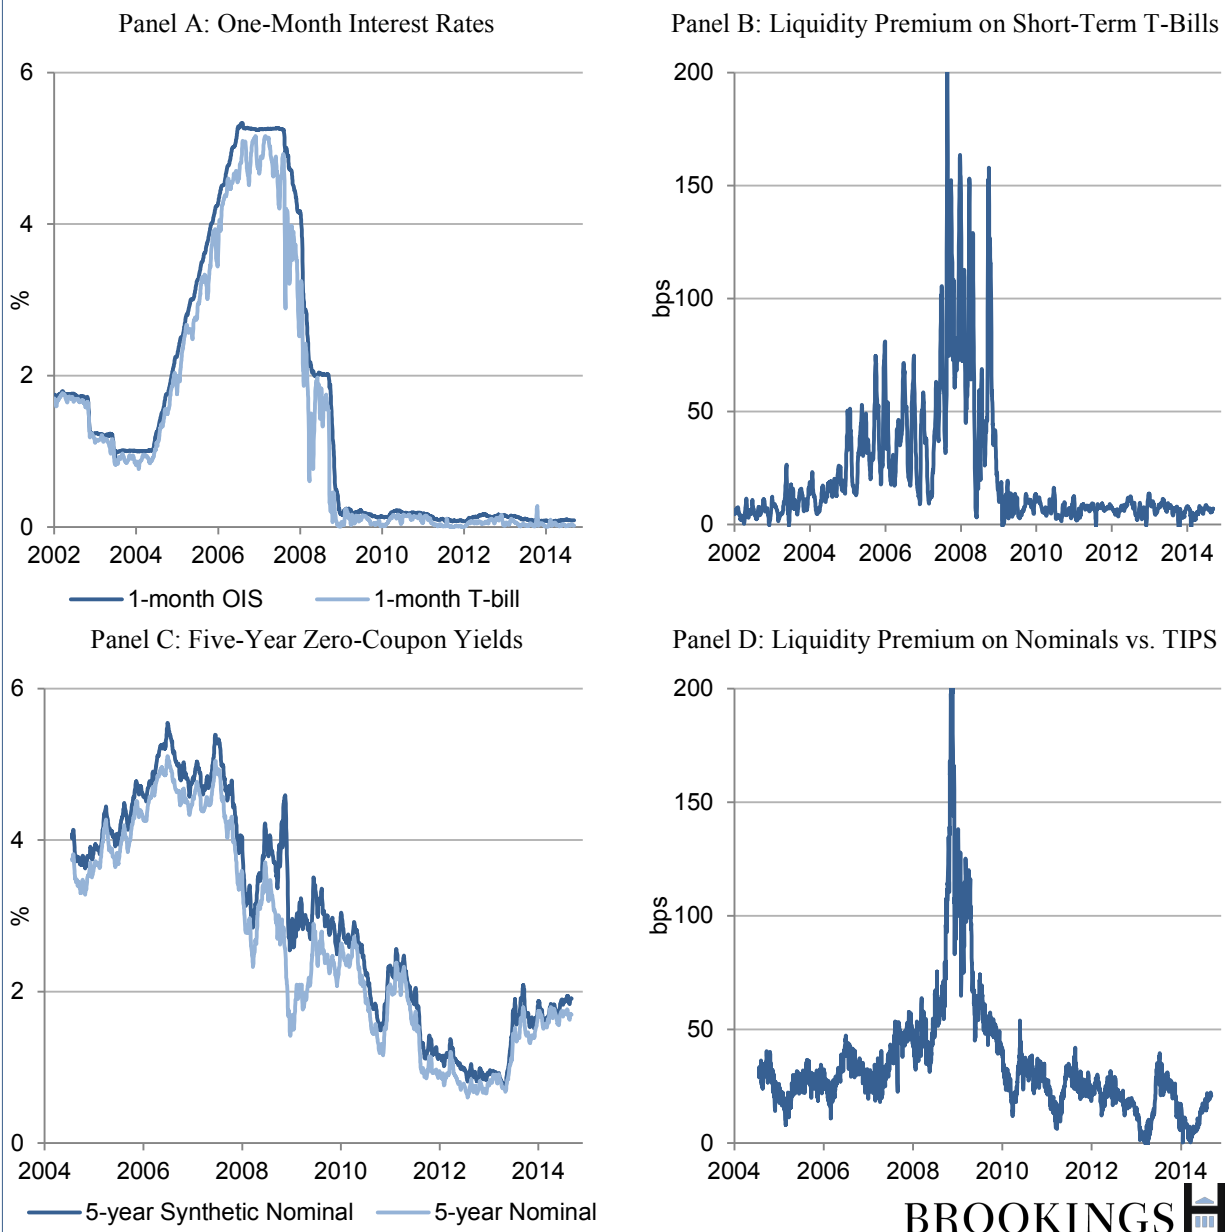 Panel A: One-Month Interest Rates
6
4
2
0
%
2002 2004 2006 2008 2010 2012 2014
1-month OIS 1-month T-bill
Panel B: Liquidity Premium on Short-Term T-Bills
200
150
100
50
0
bps
2002 2004 2006 2008 2010 2012 2014
Panel C: Five-Year Zero-Coupon Yields
6
4
2
0
%
2004 2006 2008 2010 2012 2014
5-year Synthetic Nominal 5-year Nominal
Panel D: Liquidity Premium on Nominals vs. TIPS
200
150
100
50
0
bps
2004 2006 2008 2010 2012 2014
BROOKINGS